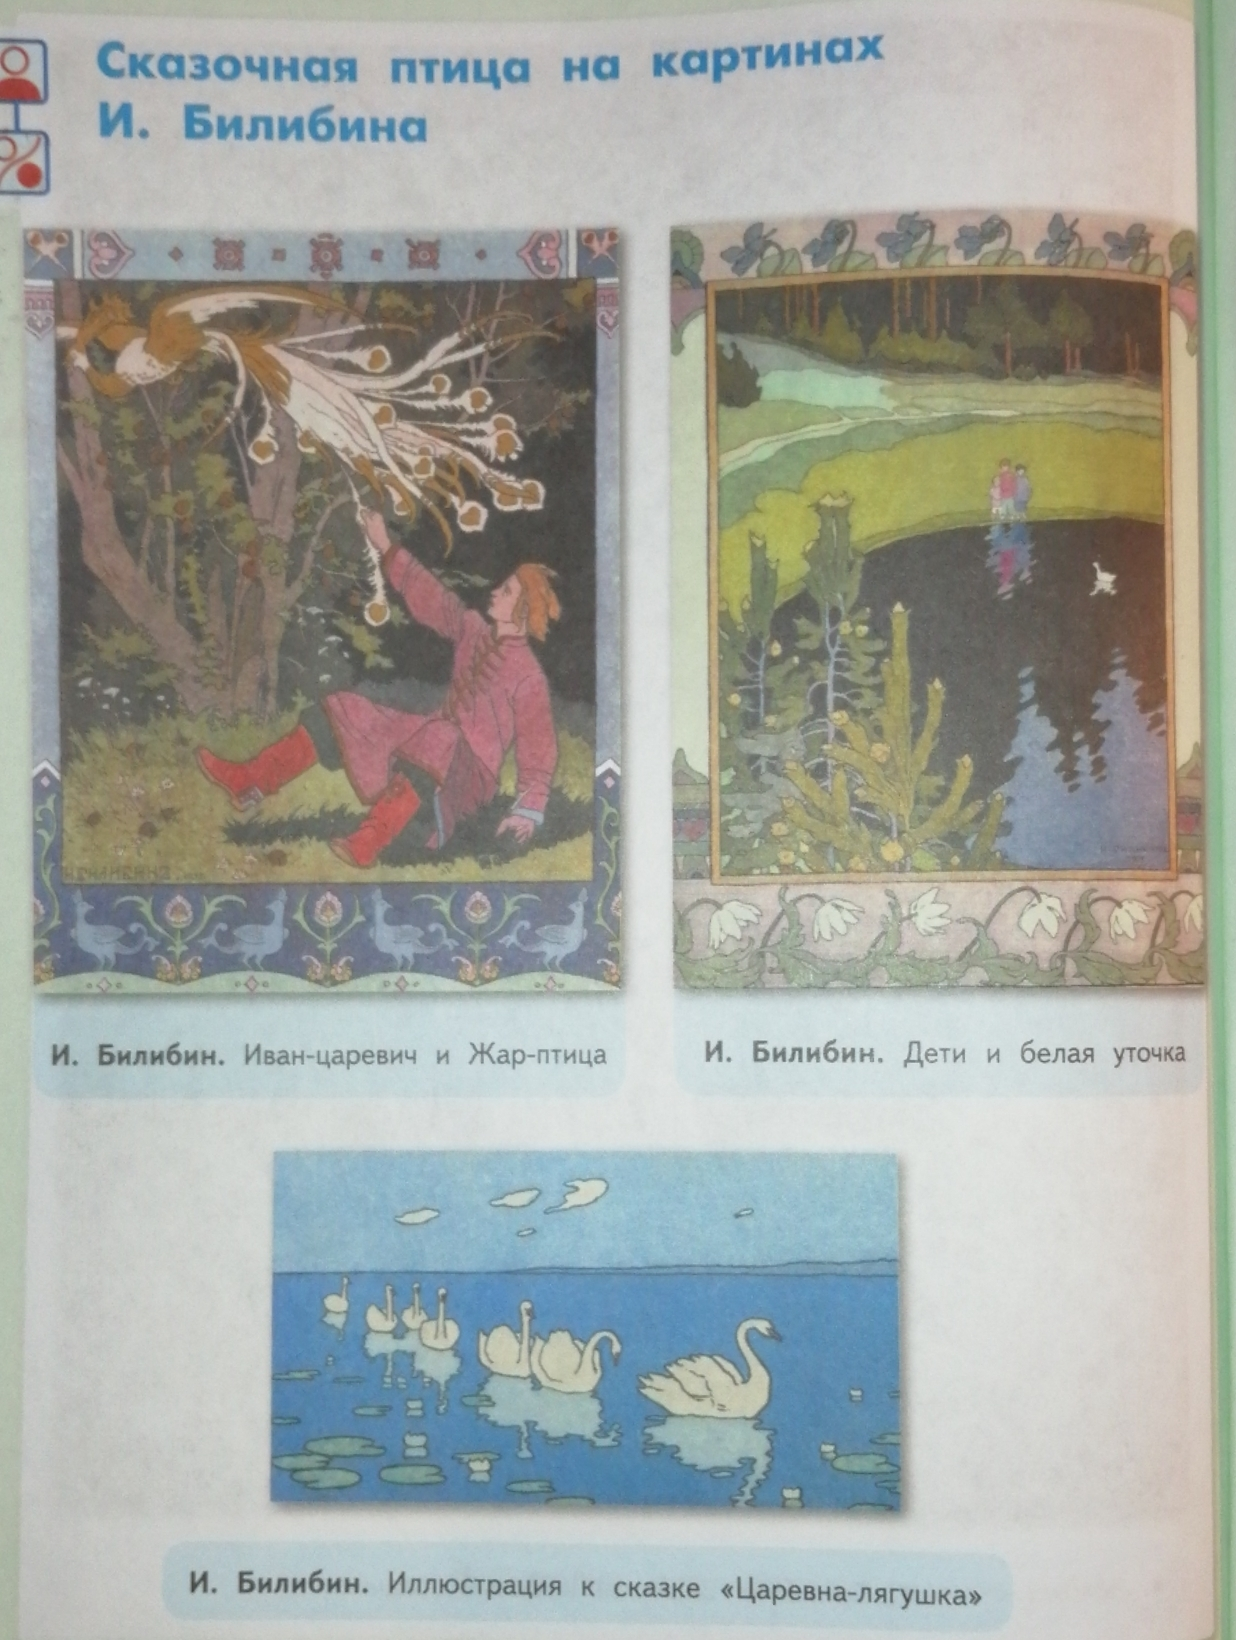 Сказочная птица на картинах
И. Билибина
И. Билибин. Иван-царевич и Жар-птица
И. Билибин. Дети и белая уточка
И. Билибин. Иллюстрация к сказке «Царевна-лягушка»